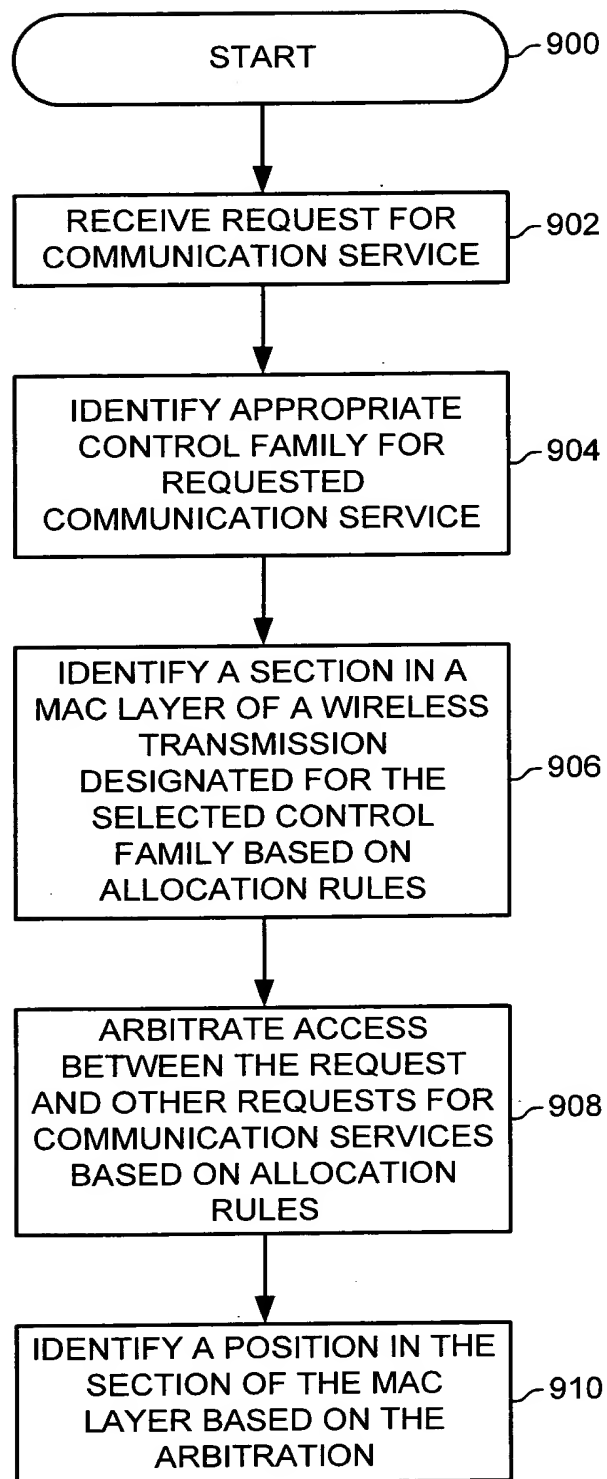 START
900
RECEIVE REQUEST FOR
COMMUNICATION SERVICE
902
IDENTIFY APPROPRIATE
CONTROL FAMILY FOR
REQUESTED
COMMUNICATION SERVICE
904
IDENTIFY A SECTION IN A
MAC LAYER OF A WIRELESS
TRANSMISSION
DESIGNATED FOR THE
SELECTED CONTROL
FAMILY BASED ON
ALLOCATION RULES
906
ARBITRATE ACCESS
BETWEEN THE REQUEST
AND OTHER REQUESTS FOR
COMMUNICATION SERVICES
BASED ON ALLOCATION
RULES
908
IDENTIFY A POSITION IN THE
SECTION OF THE MAC
LAYER BASED ON THE
ARBITRATION
910